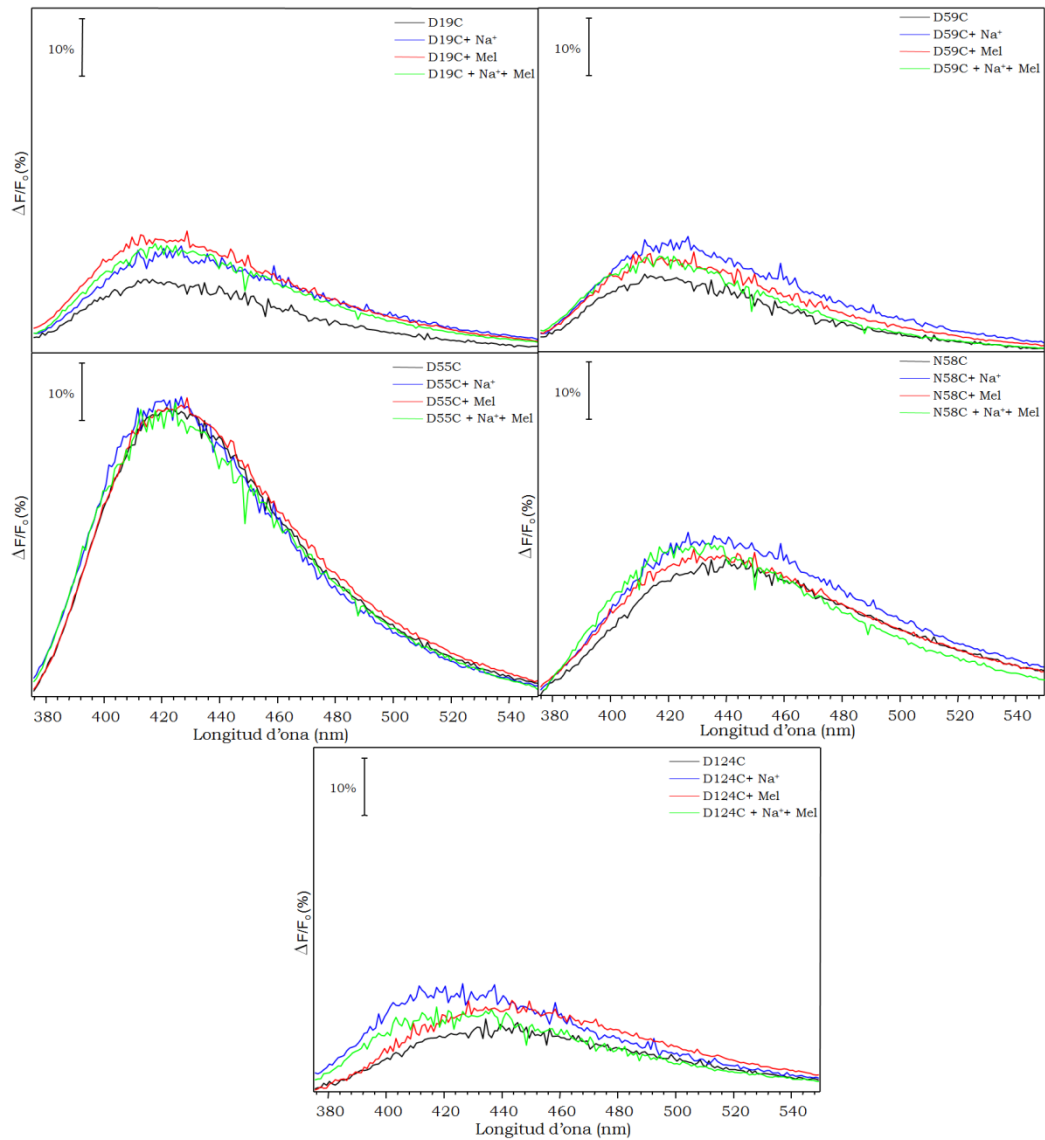 10%
D19C
D19C+ Na⁺
D19C+ Mel
D19C + Na⁺+ Mel
ΔF/F₀(%)
10%
D59C
D59C+ Na⁺
D59C+ Mel
D59C + Na⁺+ Mel
10%
D55C
D55C+ Na⁺
D55C+ Mel
D55C + Na⁺+ Mel
ΔF/F₀(%)
380 400 420 440 460 480 500 520 540
Longitud d'ona (nm)
10%
N58C
N58C+ Na⁺
N58C+ Mel
N58C + Na⁺+ Mel
ΔF/F₀(%)
380 400 420 440 460 480 500 520 540
Longitud d'ona (nm)
10%
D124C
D124C+ Na⁺
D124C+ Mel
D124C + Na⁺+ Mel
ΔF/F₀(%)
380 400 420 440 460 480 500 520 540
Longitud d'ona (nm)